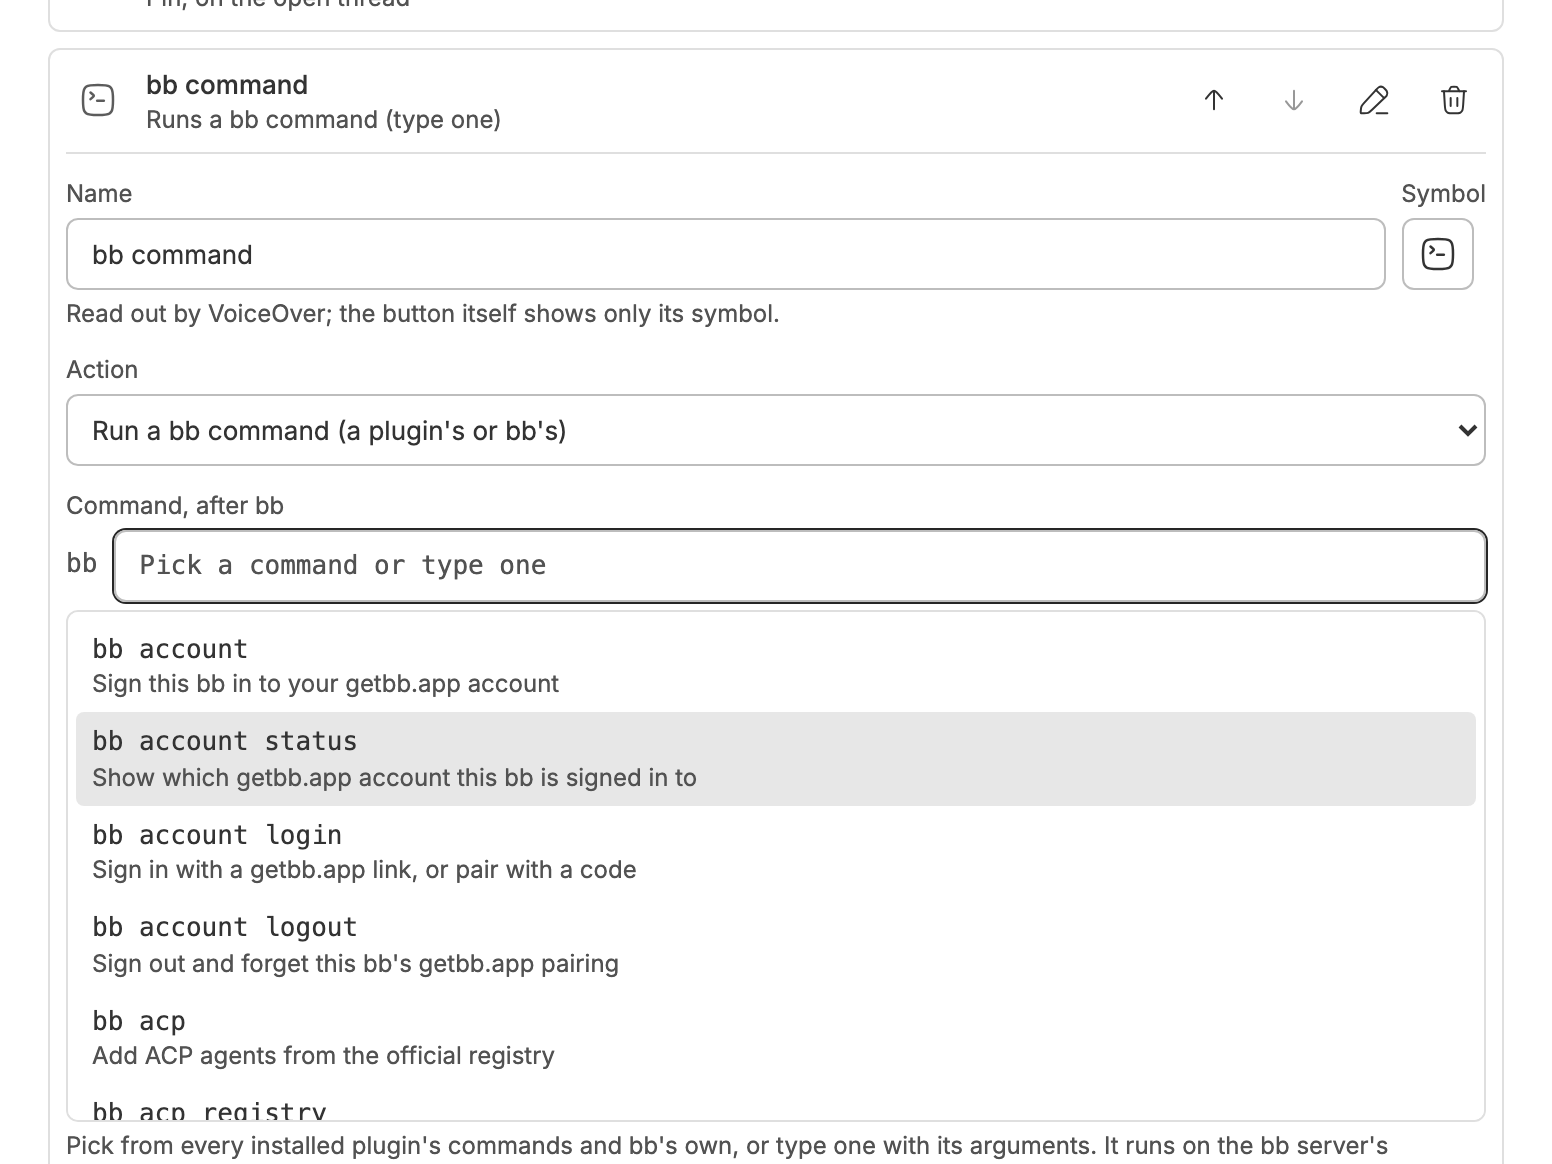 Pin, on the open thread
bb command
Runs a bb command (type one)
Name
Symbol
bb command
Read out by VoiceOver; the button itself shows only its symbol.
Action
Run a bb command (a plugin's or bb's)
Command, after bb
bb
Pick a command or type one
bb account
Sign this bb in to your getbb.app account
bb account status
Show which getbb.app account this bb is signed in to
bb account login
Sign in with a getbb.app link, or pair with a code
bb account logout
Sign out and forget this bb's getbb.app pairing
bb acp
Add ACP agents from the official registry
bb acp registry
Pick from every installed plugin's commands and bb's own, or type one with its arguments. It runs on the bb server's